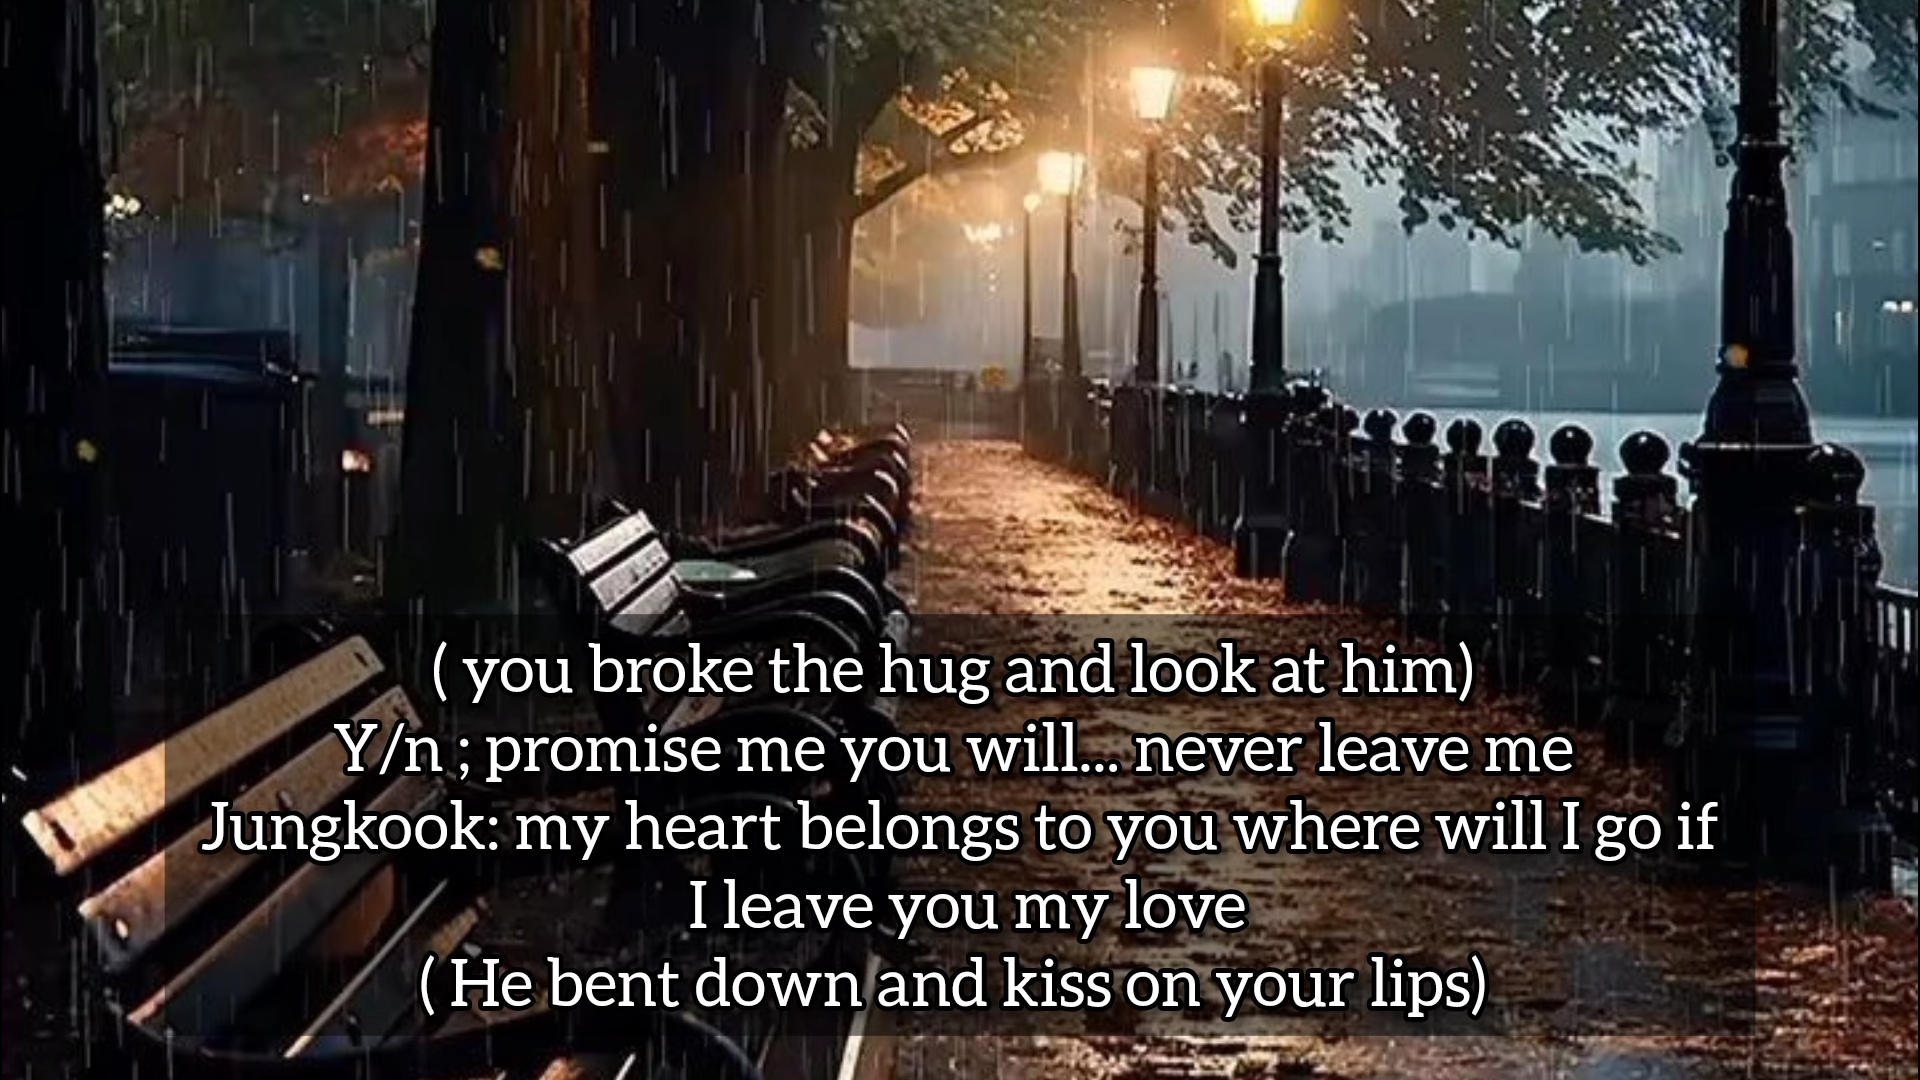 ( you broke the hug and look at him)
Y/n ; promise me you will... never leave me
Jungkook: my heart belongs to you where will I go if
I leave you my love
( He bent down and kiss on your lips)